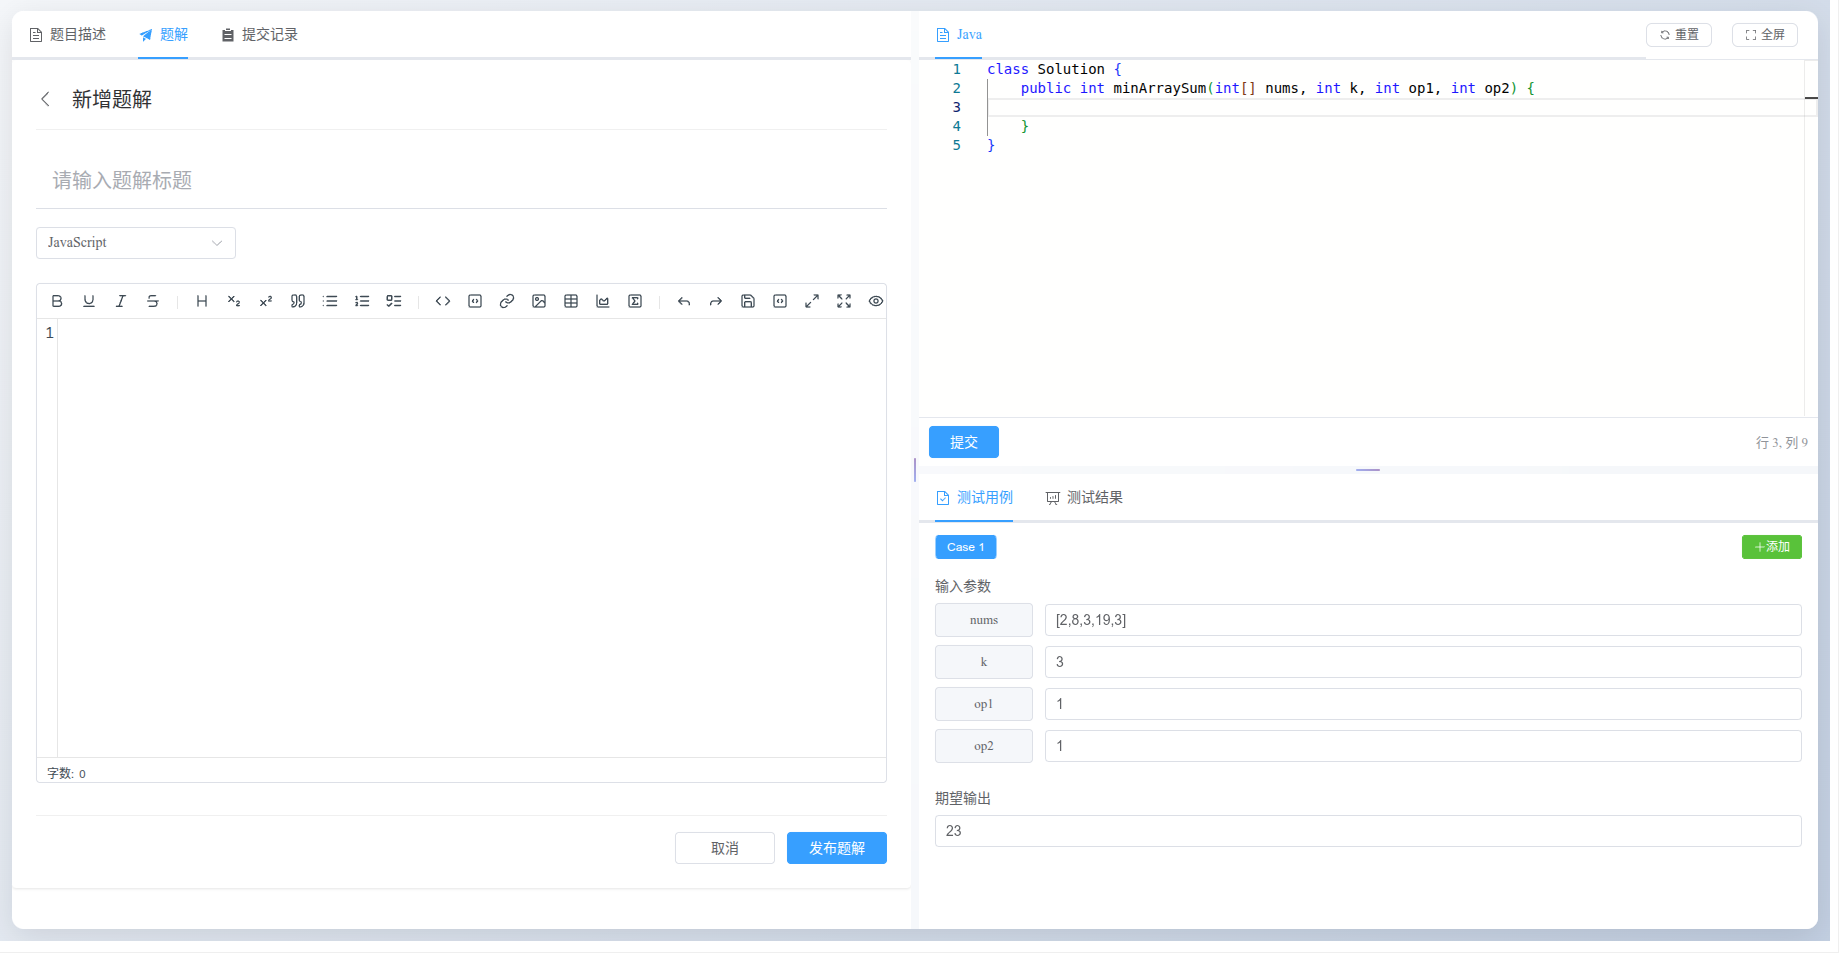 题目描述 题解 提交记录
新增题解
请输入题解标题
JavaScript
1
字数: 0
取消 发布题解
Java 重置 全屏
1 class Solution {
2 public int minArraySum(int[] nums, int k, int op1, int op2) {
3
4 }
5 }
提交 行 3, 列 9
测试用例 测试结果
Case 1 +添加
输入参数
nums [2,8,3,19,3]
k 3
op1 1
op2 1
期望输出
23